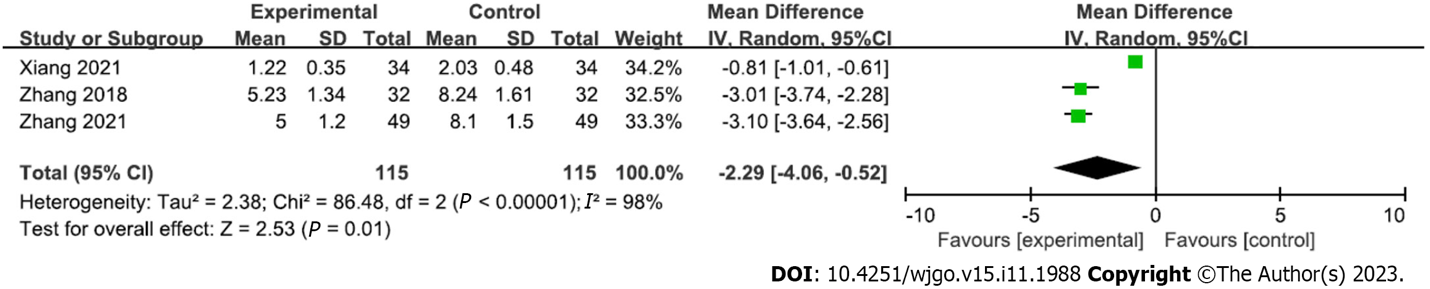 Experimental Control Mean Difference Mean Difference
Study or Subgroup Mean SD Total Mean SD Total Weight IV, Random, 95%CI IV, Random, 95%CI
Xiang 2021 1.22 0.35 34 2.03 0.48 34 34.2% -0.81 [-1.01, -0.61]
Zhang 2018 5.23 1.34 32 8.24 1.61 32 32.5% -3.01 [-3.74, -2.28]
Zhang 2021 5 1.2 49 8.1 1.5 49 33.3% -3.10 [-3.64, -2.56]
Total (95% CI) 115 115 100.0% -2.29 [-4.06, -0.52]
Heterogeneity: Tau² = 2.38; Chi² = 86.48, df = 2 (P < 0.00001); I² = 98%
Test for overall effect: Z = 2.53 (P = 0.01)
-10 -5 0 5 10
Favours [experimental] Favours [control]
DOI: 10.4251/wjgo.v15.i11.1988 Copyright ©The Author(s) 2023.